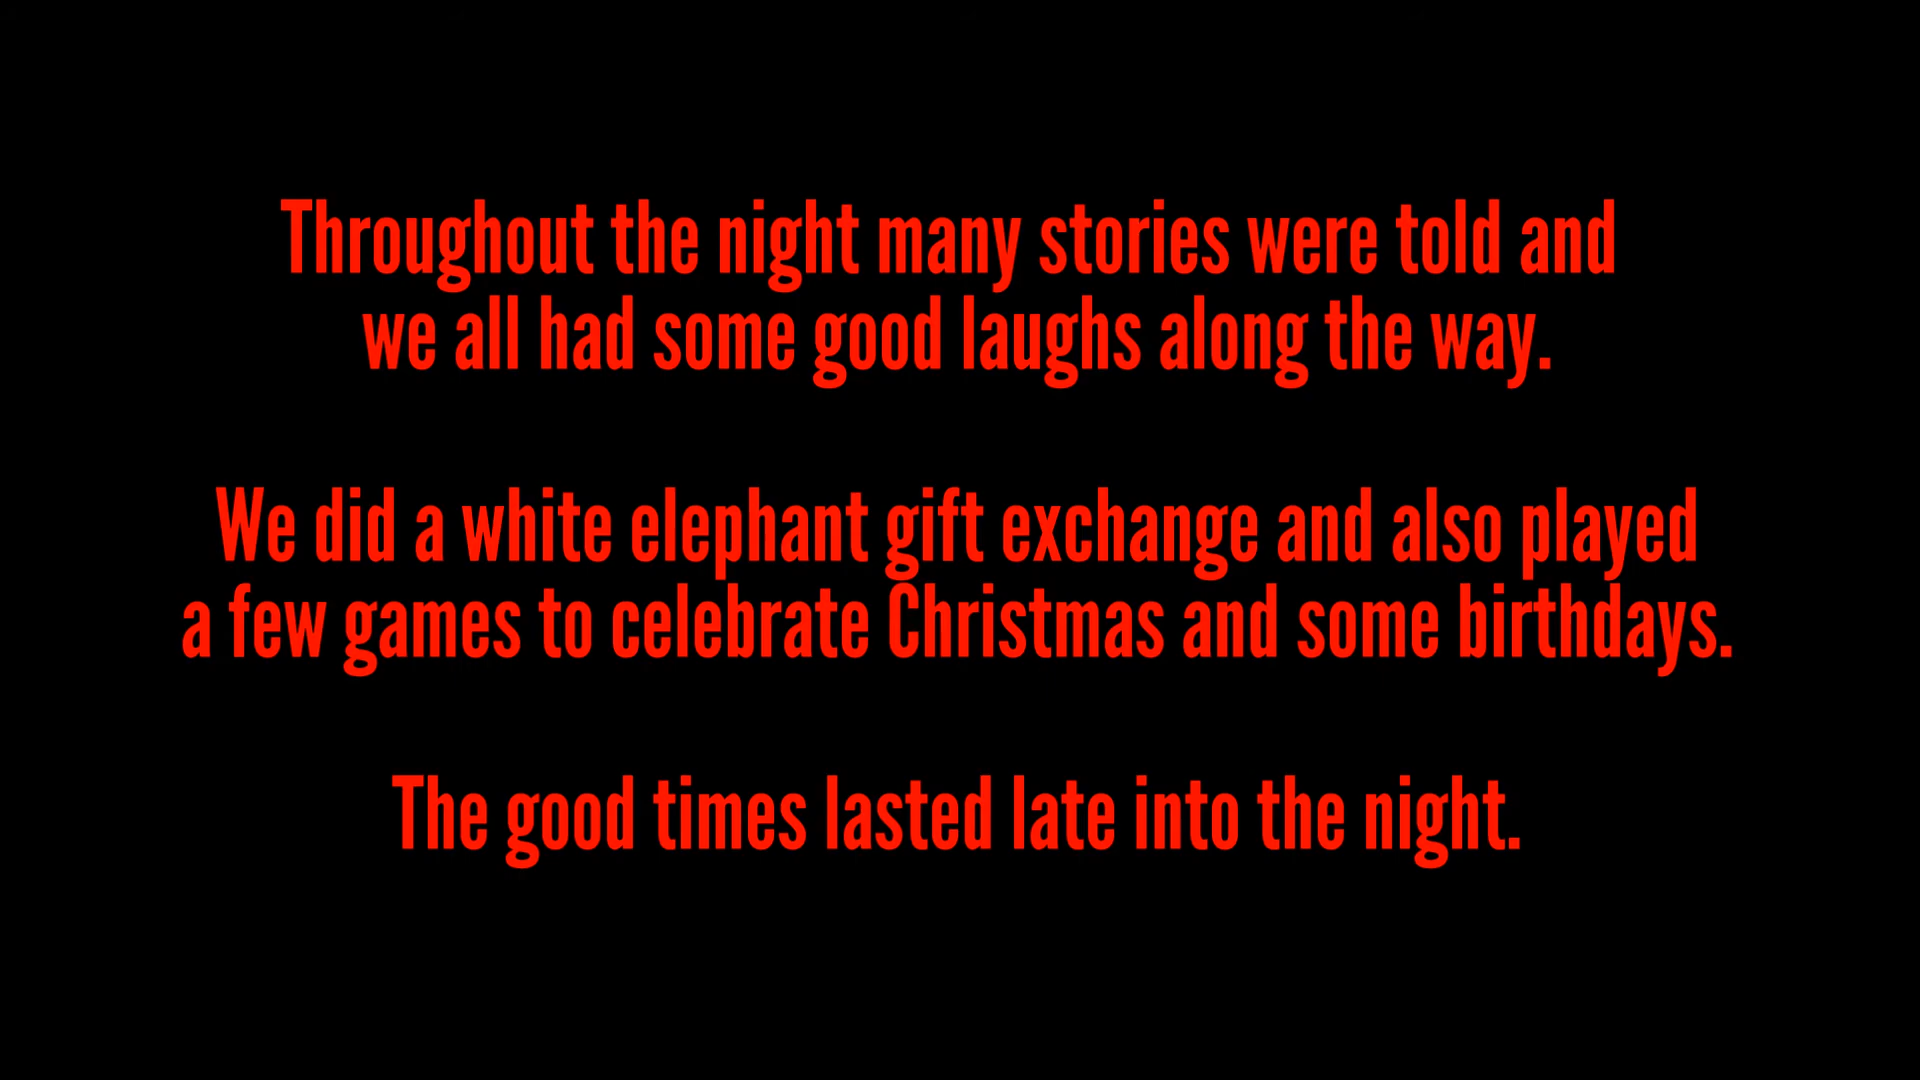 Throughout the night many stories were told and
we all had some good laughs along the way.
We did a white elephant gift exchange and also played
a few games to celebrate Christmas and some birthdays.
The good times lasted late into the night.